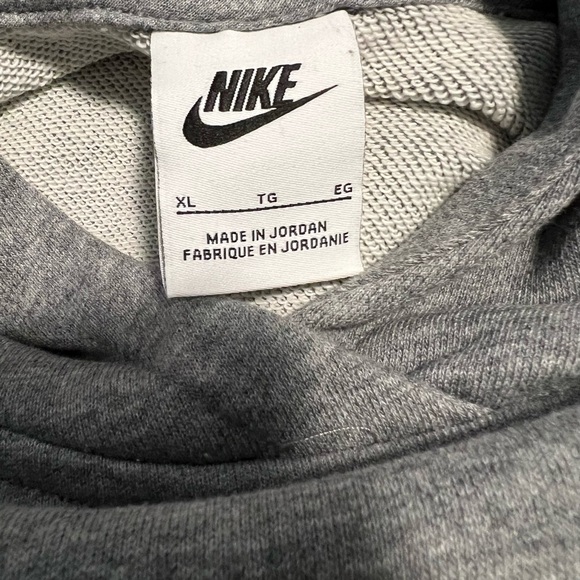 NIKE
XL TG EG
MADE IN JORDAN
FABRIQUE EN JORDANIE